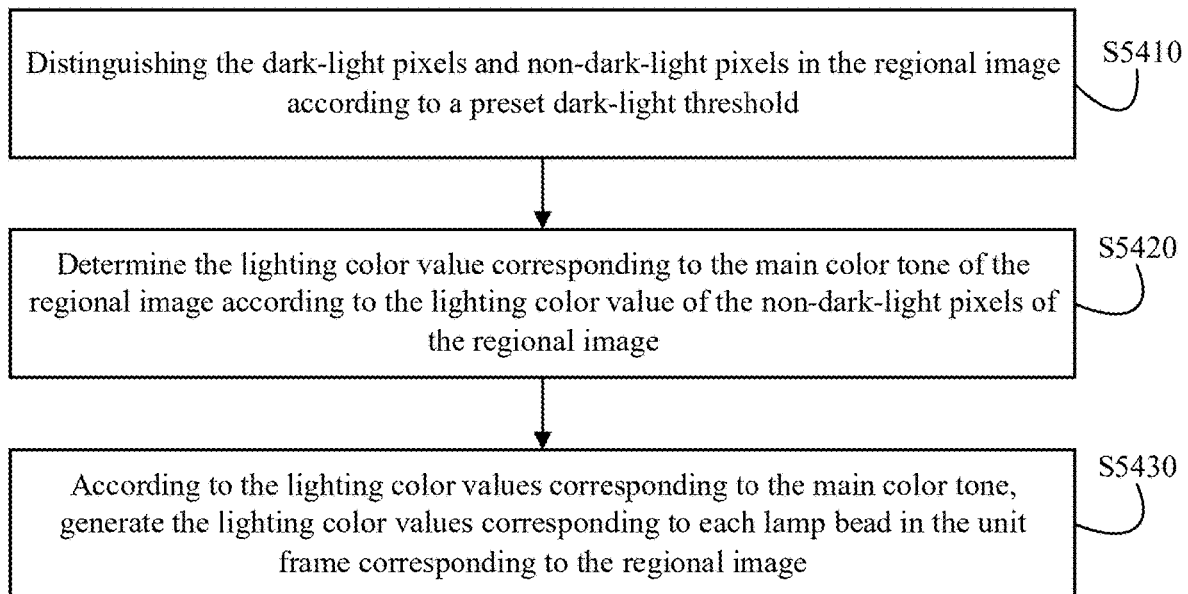 Distinguishing the dark-light pixels and non-dark-light pixels in the regional image
according to a preset dark-light threshold
S5410
Determine the lighting color value corresponding to the main color tone of the
regional image according to the lighting color value of the non-dark-light pixels of
the regional image
S5420
According to the lighting color values corresponding to the main color tone,
generate the lighting color values corresponding to each lamp bead in the unit
frame corresponding to the regional image
S5430